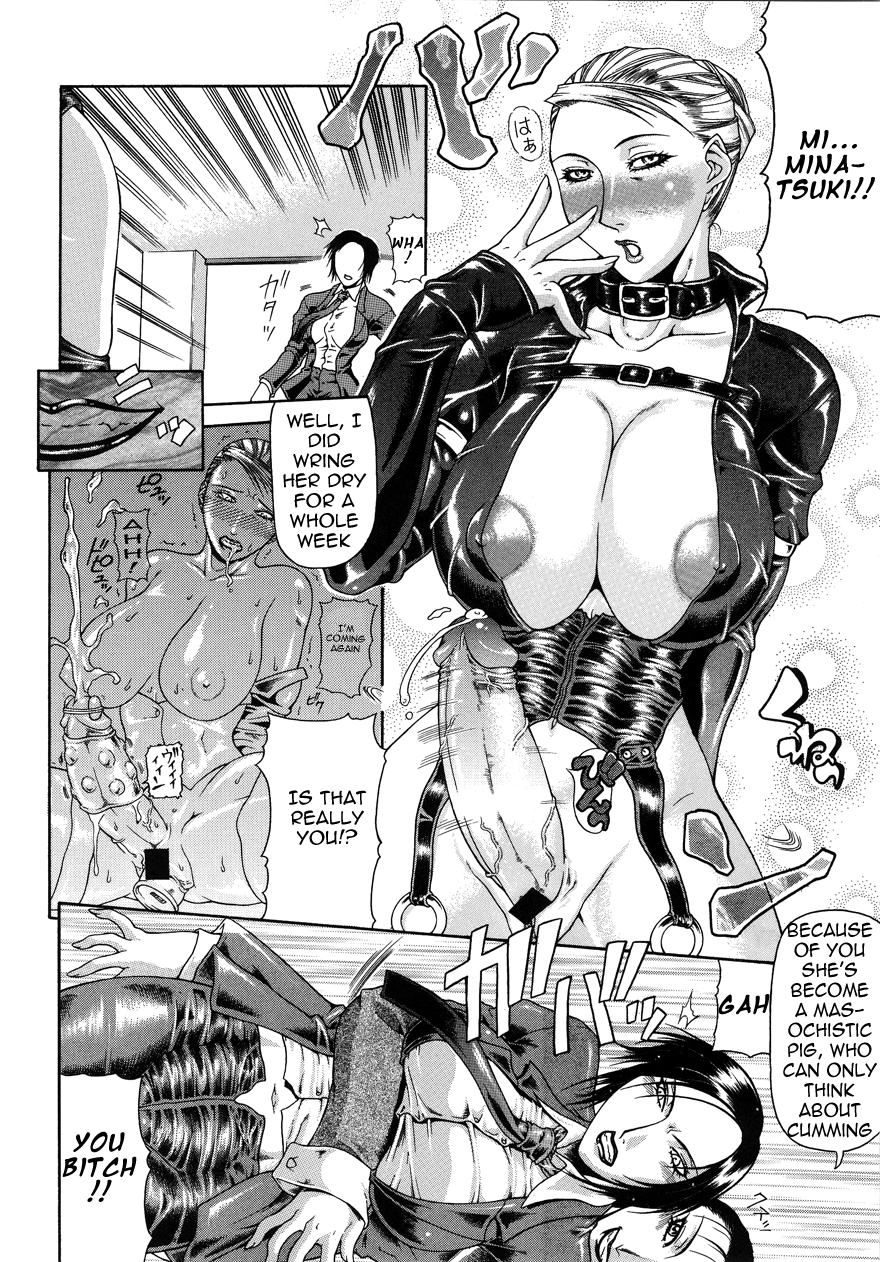 MI...
MINA-
TSUKI!!
はぁ
バッ
WHA
!
ガタッ
WELL, I
DID
WRING
HER DRY
FOR A
WHOLE
WEEK
AHH!
I'M
COMING
AGAIN
IS THAT
REALLY
YOU!?
BECAUSE
OF YOU
SHE'S
BECOME
A MAS-
OCHISTIC
PIG, WHO
CAN ONLY
THINK
ABOUT
CUMMING
GAH
YOU
BITCH
!!